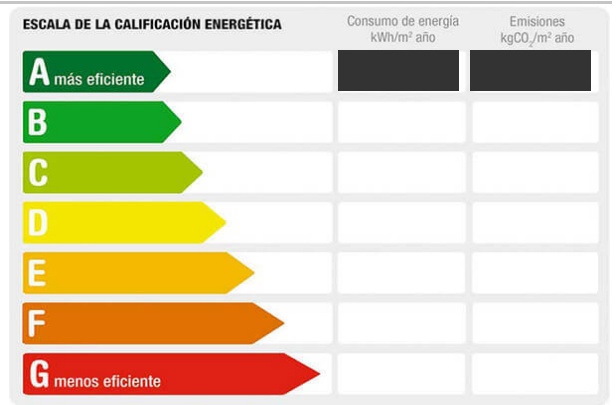 ESCALA DE LA CALIFICACIÓN ENERGÉTICA
Consumo de energía
kWh/m² año
Emisiones
kgCO₂/m² año
A más eficiente
B
C
D
E
F
G menos eficiente